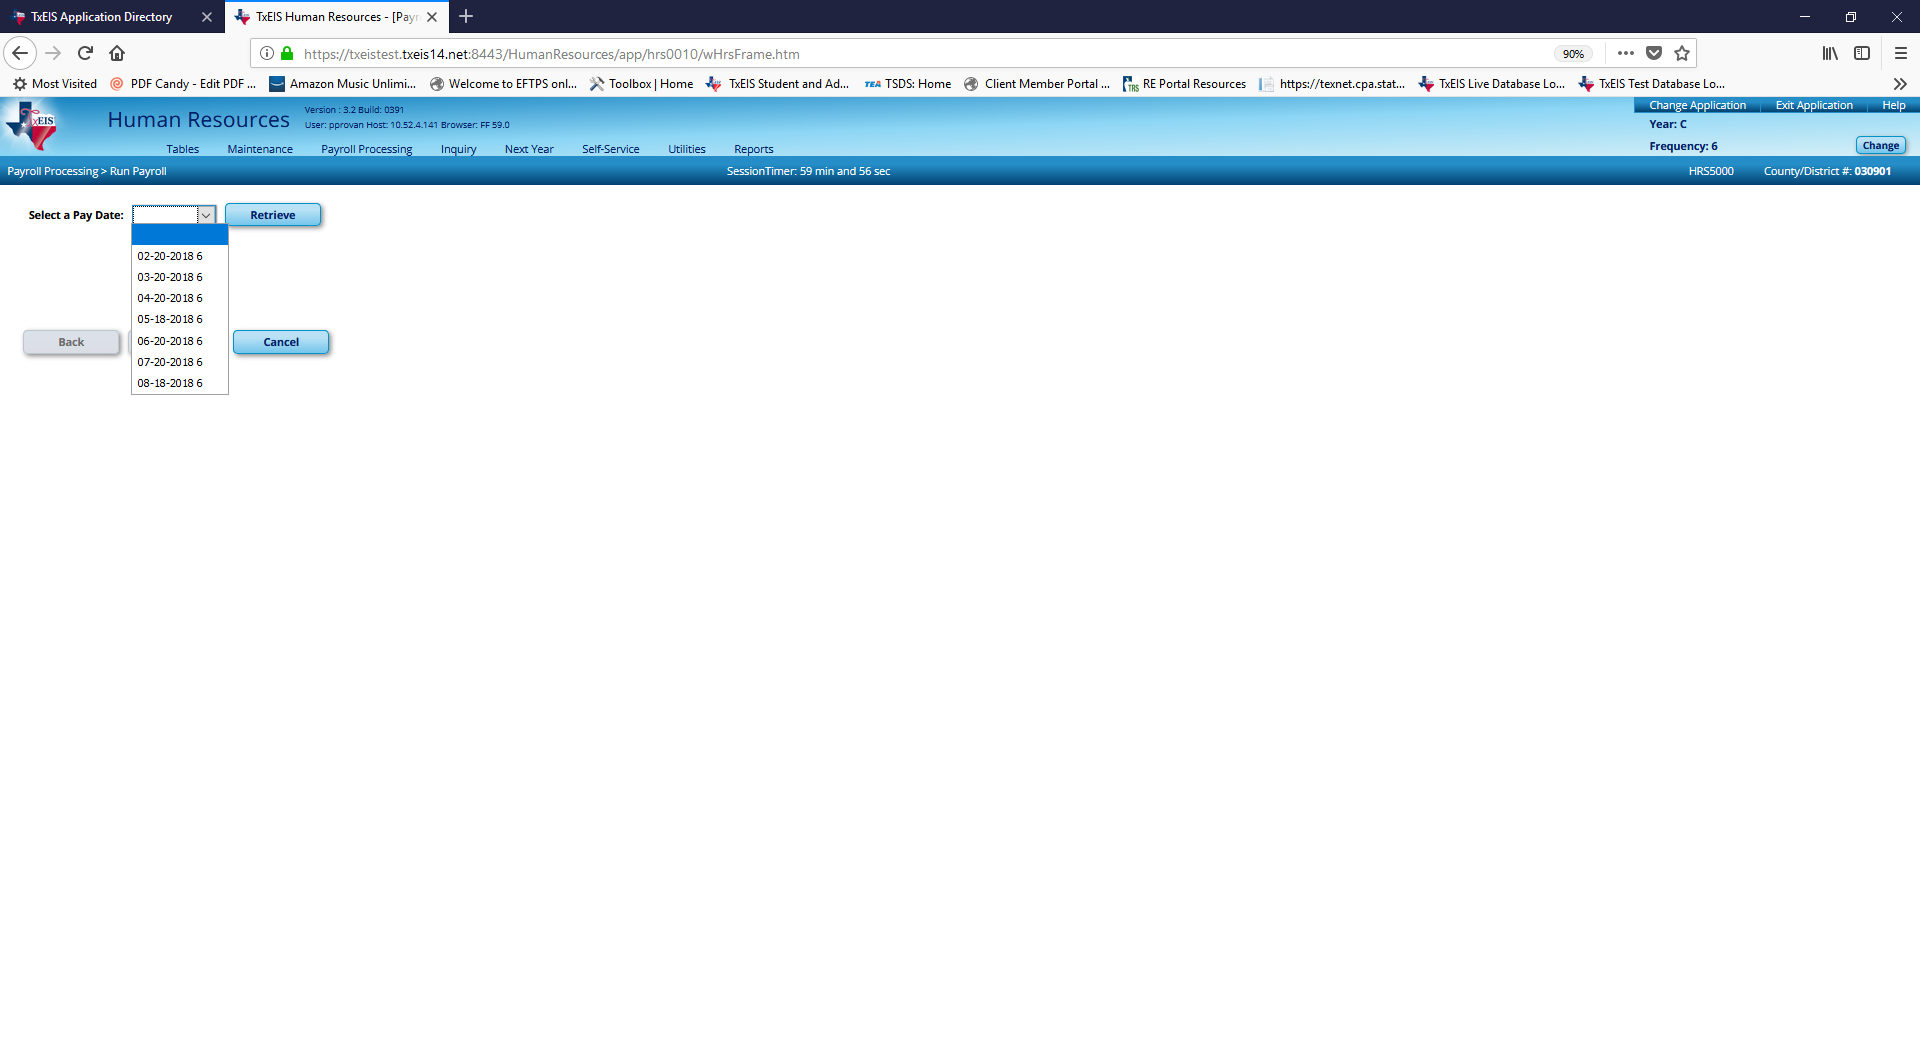 TxEIS Application Directory
TxEIS Human Resources - [Payr
https://txeistest.txeis14.net:8443/HumanResources/app/hrs0010/wHrsFrame.htm
90%
Most Visited
PDF Candy - Edit PDF ...
Amazon Music Unlimi...
Welcome to EFTPS onl...
Toolbox | Home
TxEIS Student and Ad...
TEA TSDS: Home
Client Member Portal ...
TRS RE Portal Resources
https://texnet.cpa.stat...
TxEIS Live Database Lo...
TxEIS Test Database Lo...
TxEIS
Human Resources
Version : 3.2 Build: 0391
User: pprovan Host: 10.52.4.141 Browser: FF 59.0
Change Application
Exit Application
Help
Year: C
Frequency: 6
Change
Tables
Maintenance
Payroll Processing
Inquiry
Next Year
Self-Service
Utilities
Reports
Payroll Processing > Run Payroll
SessionTimer: 59 min and 56 sec
HRS5000
County/District #: 030901
Select a Pay Date:
Retrieve
02-20-2018 6
03-20-2018 6
04-20-2018 6
05-18-2018 6
06-20-2018 6
07-20-2018 6
08-18-2018 6
Back
Cancel